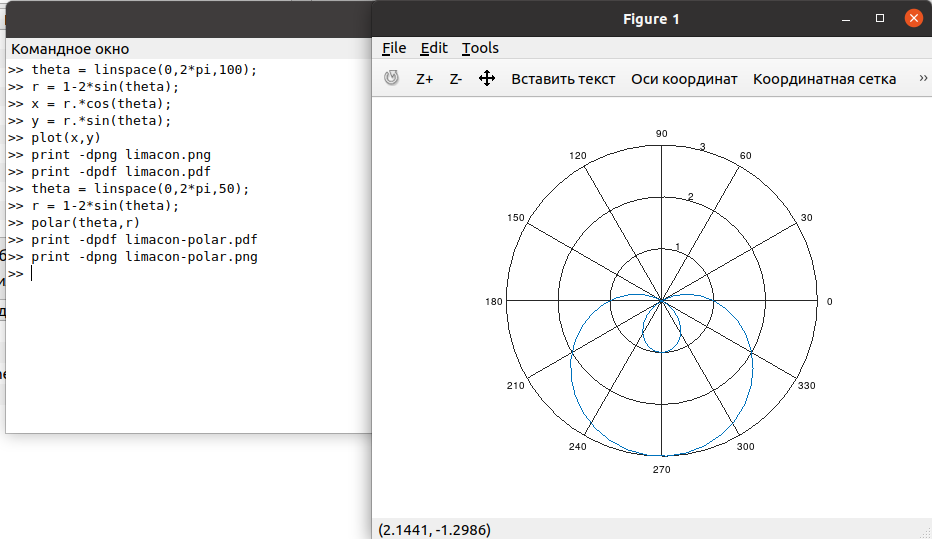 Figure 1
Командное окно
>> theta = linspace(0,2*pi,100);
>> r = 1-2*sin(theta);
>> x = r.*cos(theta);
>> y = r.*sin(theta);
>> plot(x,y)
>> print -dpng limacon.png
>> print -dpdf limacon.pdf
>> theta = linspace(0,2*pi,50);
>> r = 1-2*sin(theta);
>> polar(theta,r)
>> print -dpdf limacon-polar.pdf
>> print -dpng limacon-polar.png
>>
File Edit Tools
Z+ Z- Вставить текст Оси координат Координатная сетка »
90
120 3 60
150 2 30
1
180 0
210 330
240 300
270
(2.1441, -1.2986)